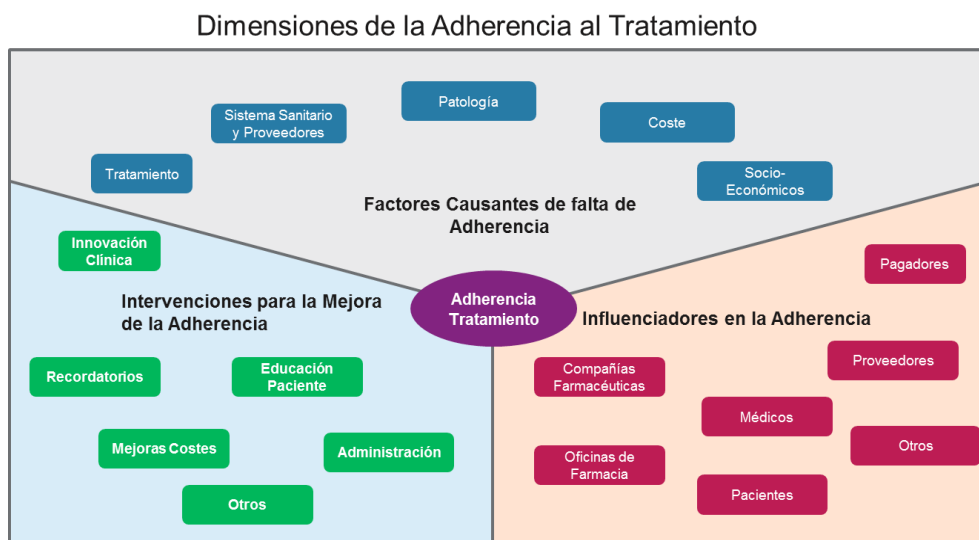 Dimensiones de la Adherencia al Tratamiento
Patología
Sistema Sanitario
y Proveedores
Coste
Tratamiento
Socio-
Económicos
Factores Causantes de falta de
Adherencia
Innovación
Clínica
Intervenciones para la Mejora
de la Adherencia
Recordatorios
Educación
Paciente
Mejoras Costes
Administración
Otros
Adherencia
Tratamiento
Pagadores
Influenciadores en la Adherencia
Compañías
Farmacéuticas
Proveedores
Médicos
Otros
Oficinas de
Farmacia
Pacientes